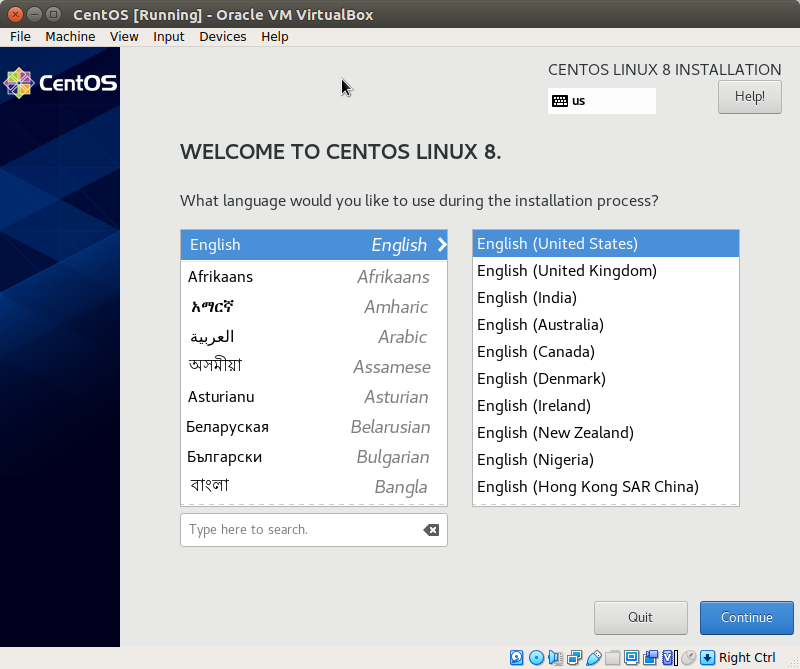 CentOS [Running] - Oracle VM VirtualBox
File Machine View Input Devices Help
CentOS
CENTOS LINUX 8 INSTALLATION
us
Help!
WELCOME TO CENTOS LINUX 8.
What language would you like to use during the installation process?
English English
Afrikaans Afrikaans
አማርኛ Amharic
العربية Arabic
অসমীয়া Assamese
Asturianu Asturian
Беларуская Belarusian
Български Bulgarian
বাংলা Bangla
Type here to search.
English (United States)
English (United Kingdom)
English (India)
English (Australia)
English (Canada)
English (Denmark)
English (Ireland)
English (New Zealand)
English (Nigeria)
English (Hong Kong SAR China)
Quit Continue
Right Ctrl